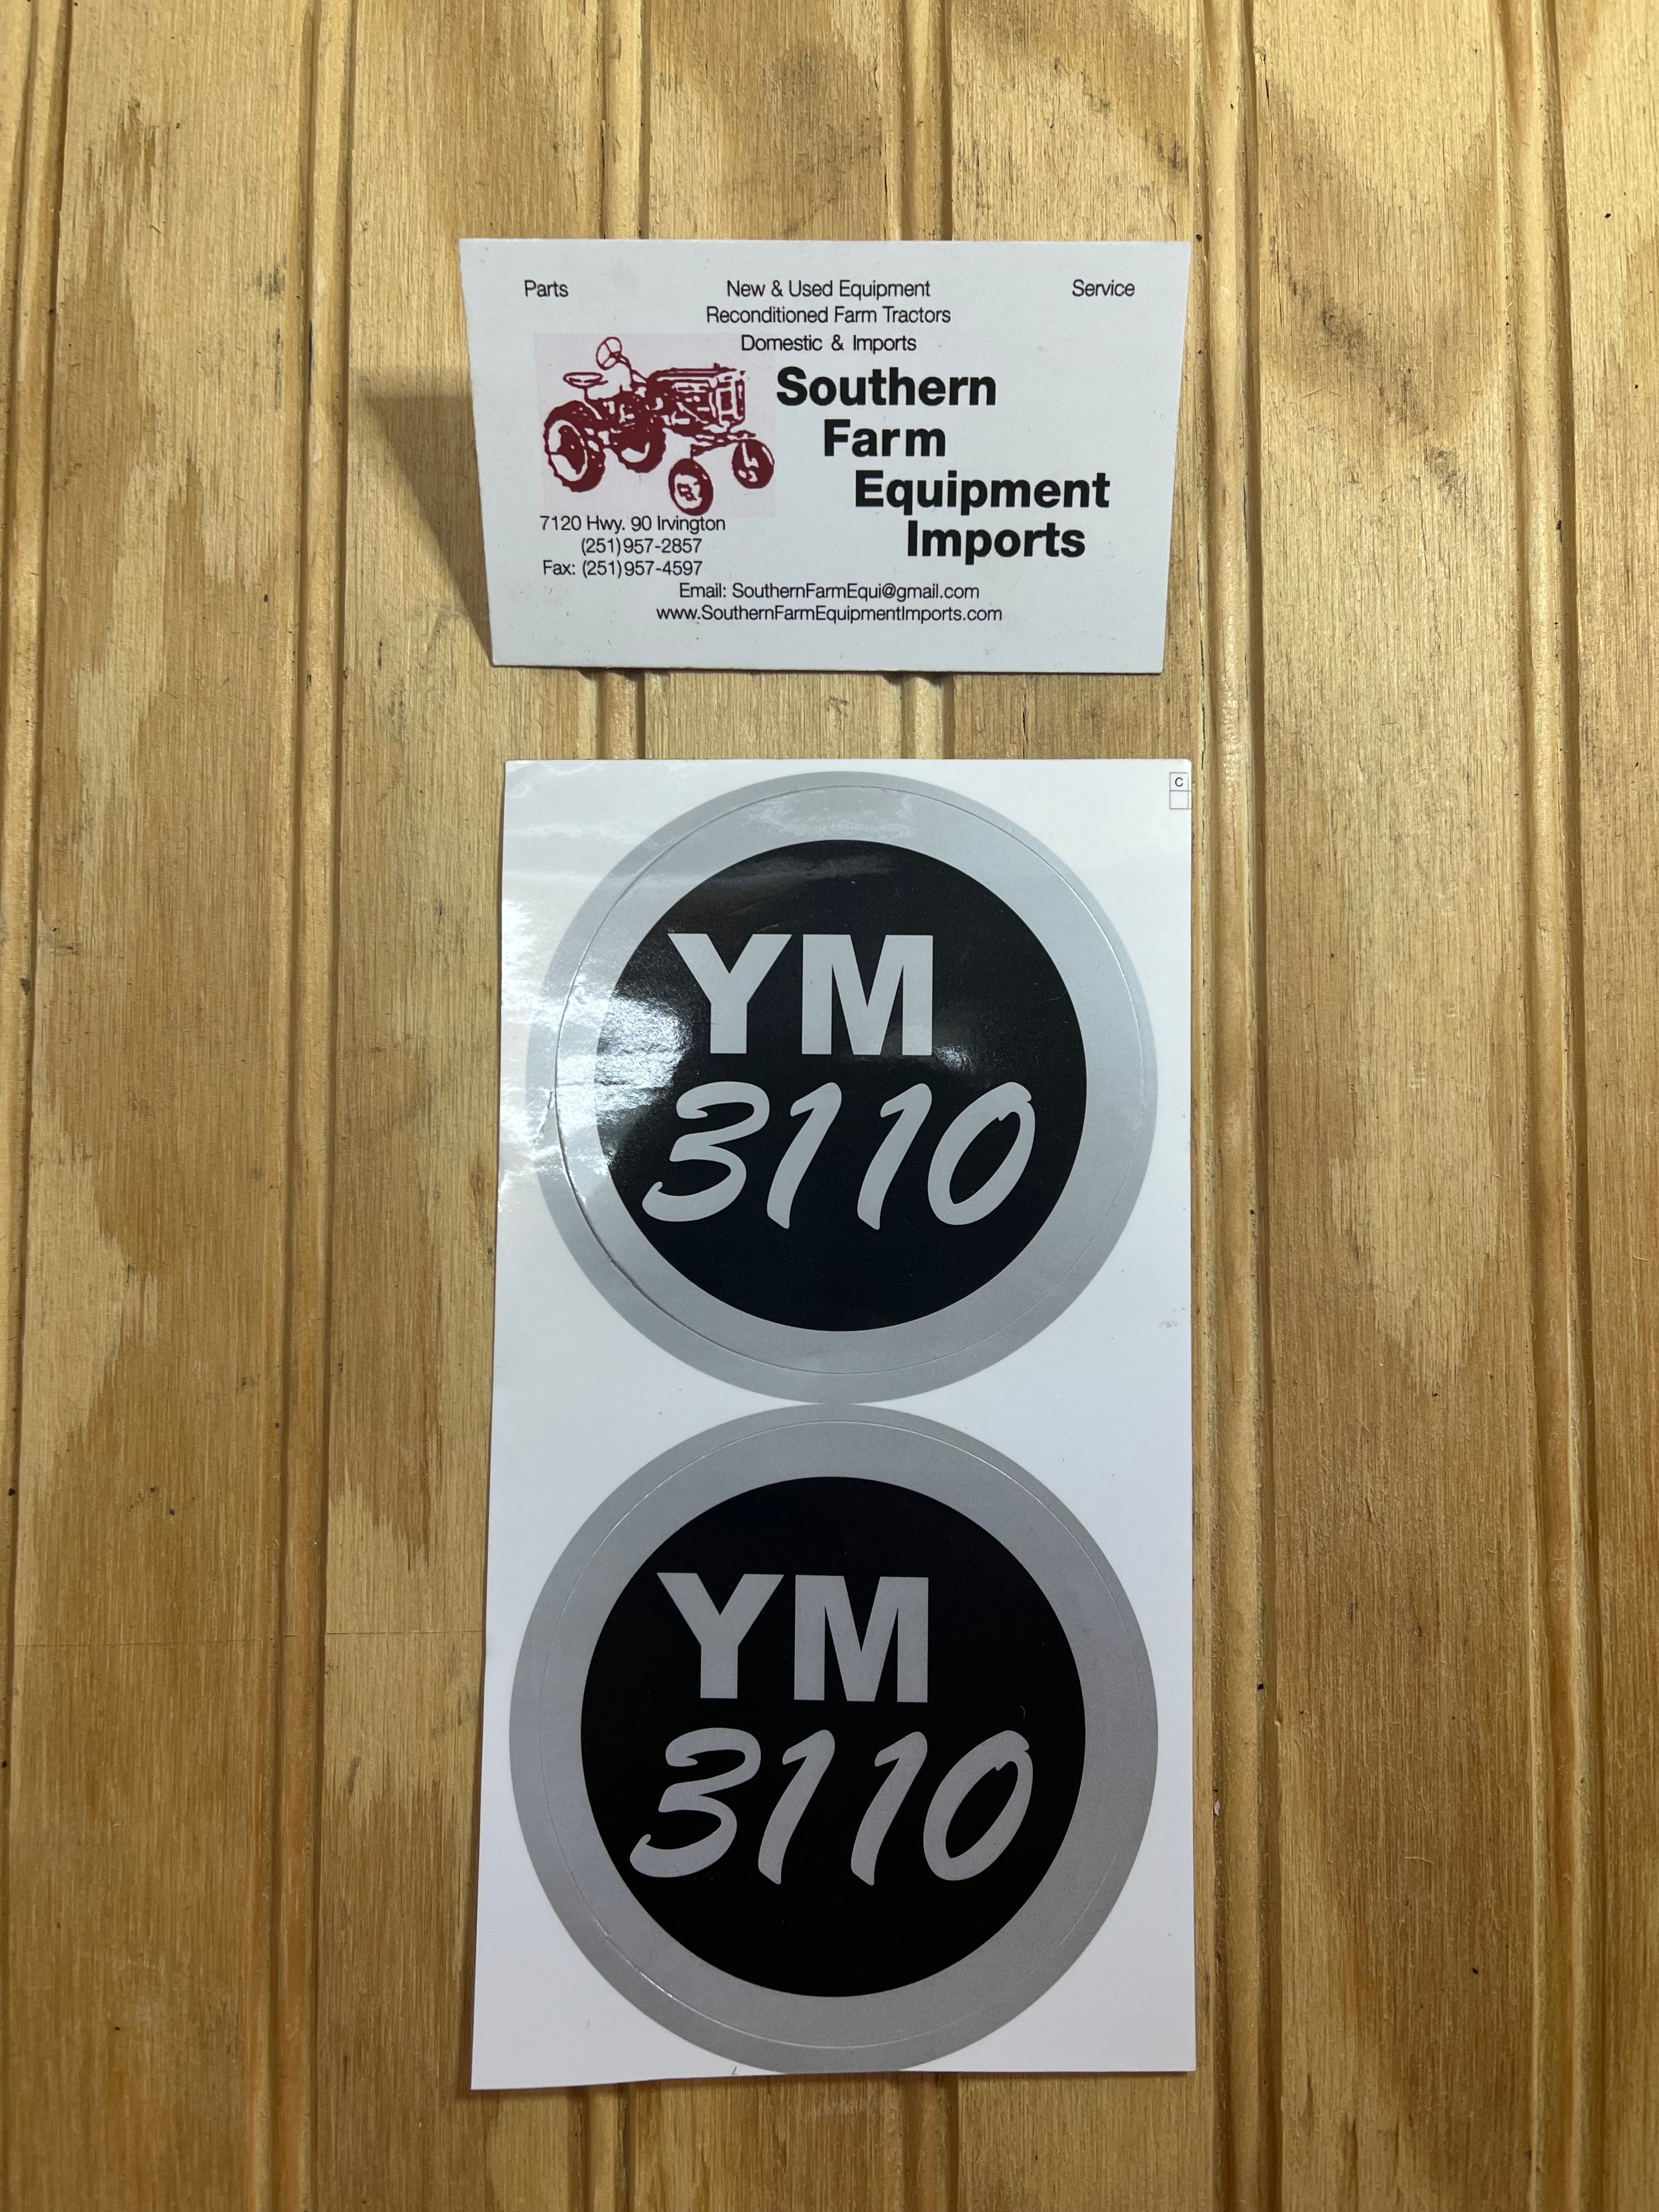 Parts New & Used Equipment Service
Reconditioned Farm Tractors
Domestic & Imports
Southern
Farm
Equipment
Imports
7120 Hwy. 90 Irvington
(251)957-2857
Fax: (251)957-4597
Email: SouthernFarmEqui@gmail.com
www.SouthernFarmEquipmentImports.com
C
YM
3110
YM
3110